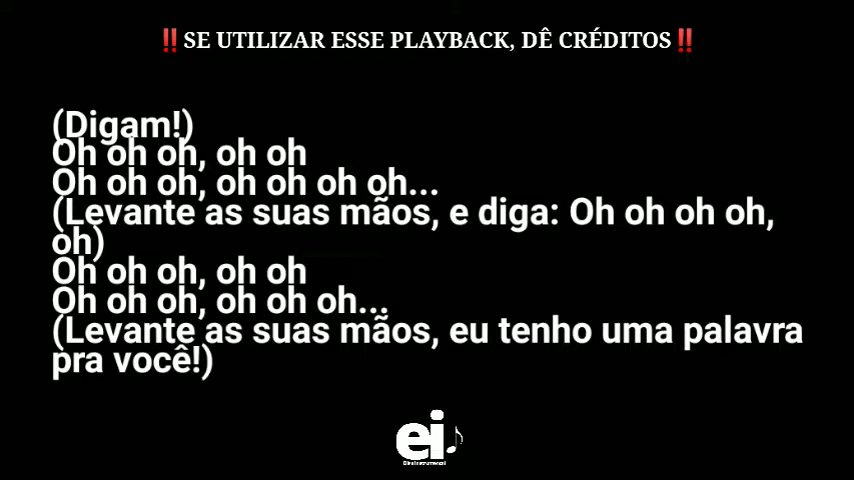 ‼️SE UTILIZAR ESSE PLAYBACK, DÊ CRÉDITOS‼️
(Digam!)
Oh oh oh, oh oh
Oh oh oh, oh oh oh oh...
(Levante as suas mãos, e diga: Oh oh oh oh,
oh)
Oh oh oh, oh oh
Oh oh oh, oh oh oh...
(Levante as suas mãos, eu tenho uma palavra
pra você!)
ei